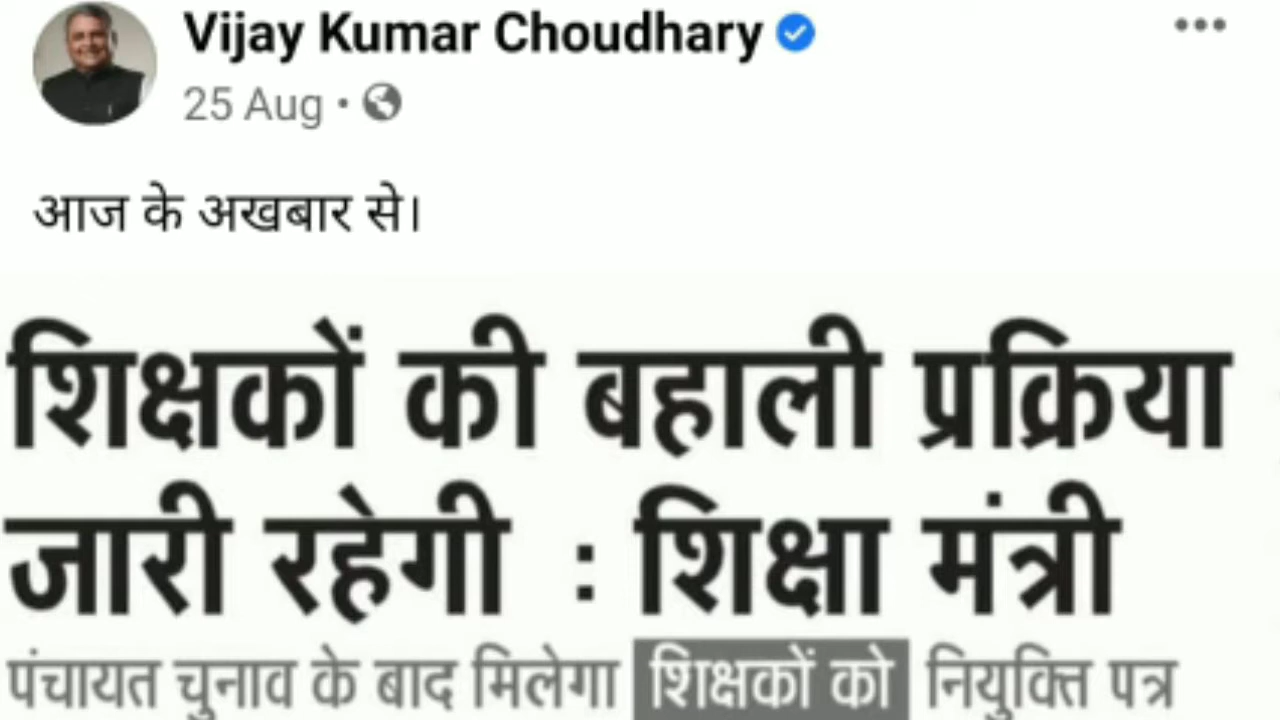 Vijay Kumar Choudhary
25 Aug •
आज के अखबार से।
शिक्षकों की बहाली प्रक्रिया
जारी रहेगी : शिक्षा मंत्री
पंचायत चुनाव के बाद मिलेगा शिक्षकों को नियुक्ति पत्र